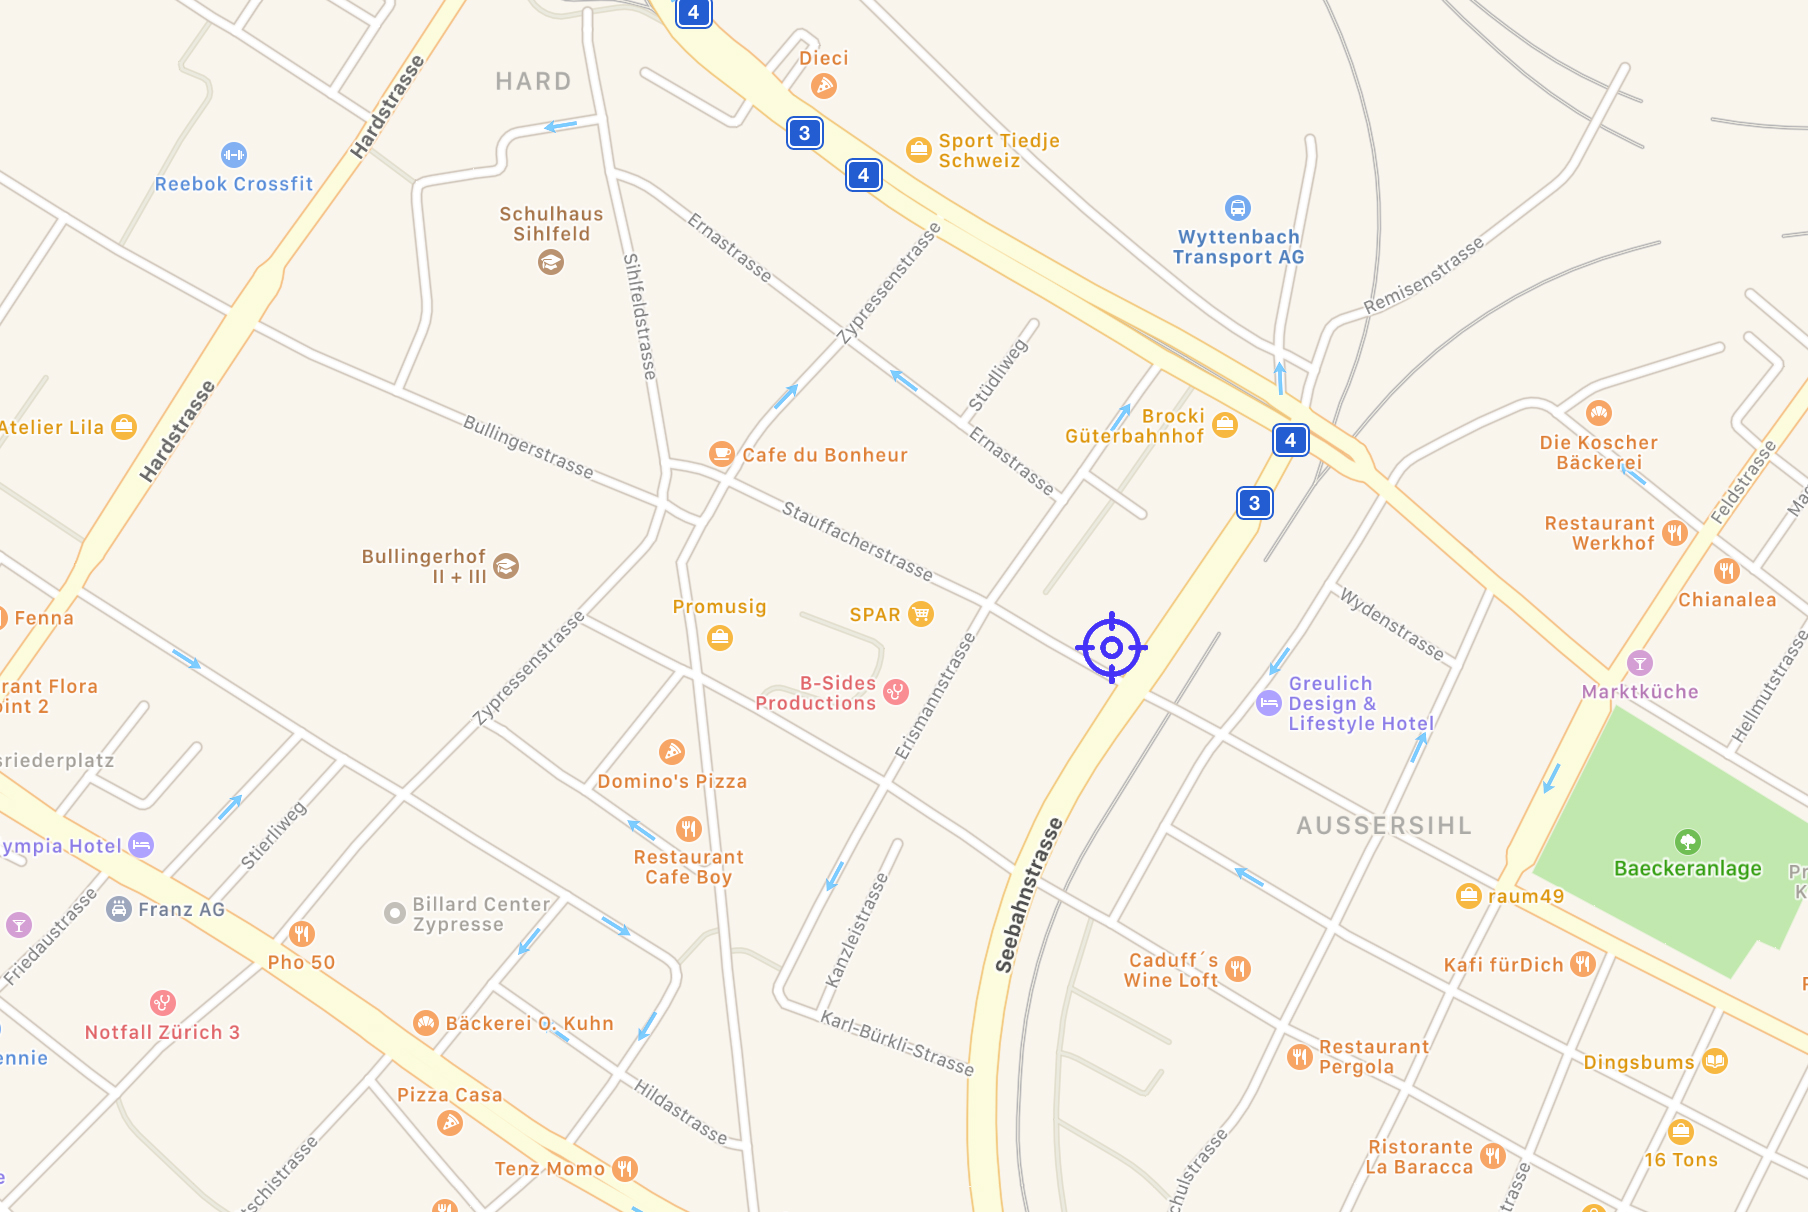 4
Dieci
HARD
Hardstrasse
3
Sport Tiedje
Schweiz
4
Reebok Crossfit
Schulhaus
Sihlfeld
Ernastrasse
Zypressenstrasse
Sihlfeldstrasse
Wyttenbach
Transport AG
Remisenstrasse
Stüdliweg
Atelier Lila
Hardstrasse
Bullingerstrasse
Cafe du Bonheur
Ernastrasse
Brocki
Güterbahnhof
4
3
Die Koscher
Bäckerei
Feldstrasse
Stauffacherstrasse
Restaurant
Werkhof
Bullingerhof
II + III
Chianalea
Wydenstrasse
Fenna
Promusig
SPAR
Zypressenstrasse
Erismannstrasse
B-Sides
Productions
Greulich
Design &
Lifestyle Hotel
Marktküche
Hellmutstrasse
rant Flora
oint 2
sriederplatz
Domino's Pizza
Stierliweg
ympia Hotel
Restaurant
Cafe Boy
Seebahnstrasse
AUSSERSIHL
Baeckeranlage
Pr
K
raum49
Franz AG
Friedaustrasse
Billard Center
Zypresse
Kanzleistrasse
Pho 50
Caduff´s
Wine Loft
Kafi fürDich
Notfall Zürich 3
Bäckerei O. Kuhn
Karl-Bürkli-Strasse
ennie
Restaurant
Pergola
Dingsbums
Pizza Casa
Hildastrasse
Tenz Momo
Ristorante
La Baracca
16 Tons
tschistrasse
chulstrasse
strasse